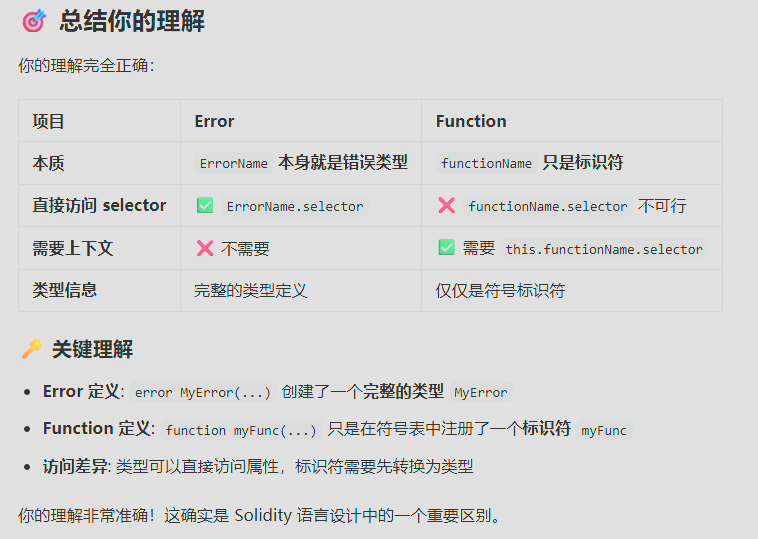 🎯 总结你的理解
你的理解完全正确：
项目 Error Function
本质 ErrorName 本身就是错误类型 functionName 只是标识符
直接访问 selector ✅ ErrorName.selector ❌ functionName.selector 不可行
需要上下文 ❌ 不需要 ✅ 需要 this.functionName.selector
类型信息 完整的类型定义 仅仅是符号标识符
🔑 关键理解
• Error 定义: error MyError(...) 创建了一个完整的类型 MyError
• Function 定义: function myFunc(...) 只是在符号表中注册了一个标识符 myFunc
• 访问差异: 类型可以直接访问属性，标识符需要先转换为类型
你的理解非常准确！这确实是 Solidity 语言设计中的一个重要区别。